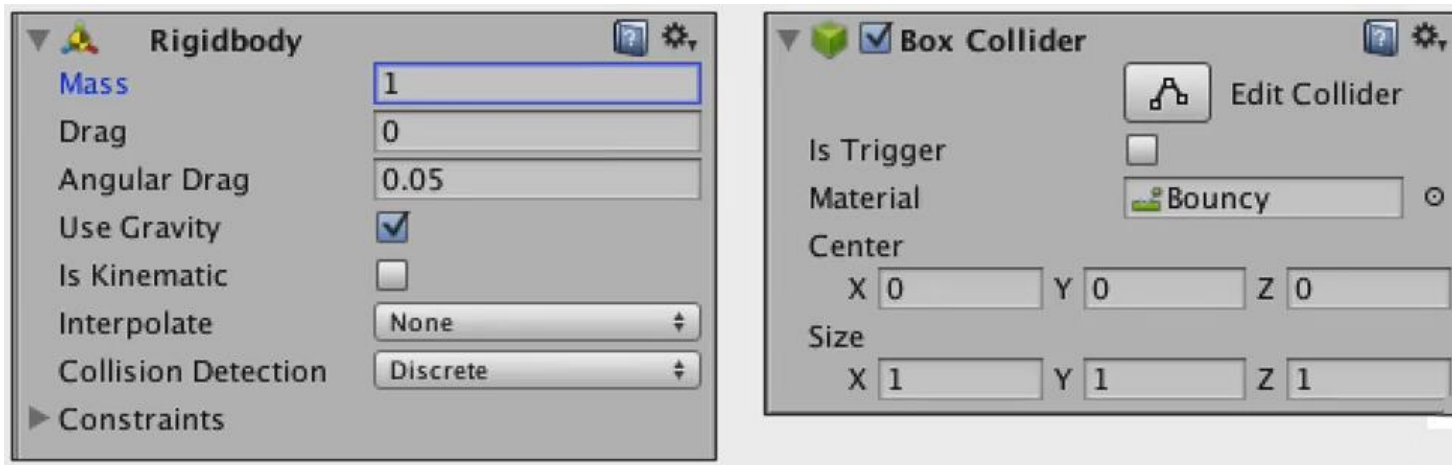 Rigidbody
Mass 1
Drag 0
Angular Drag 0.05
Use Gravity
Is Kinematic
Interpolate None
Collision Detection Discrete
Constraints
Box Collider
Edit Collider
Is Trigger
Material Bouncy
Center
X 0 Y 0 Z 0
Size
X 1 Y 1 Z 1